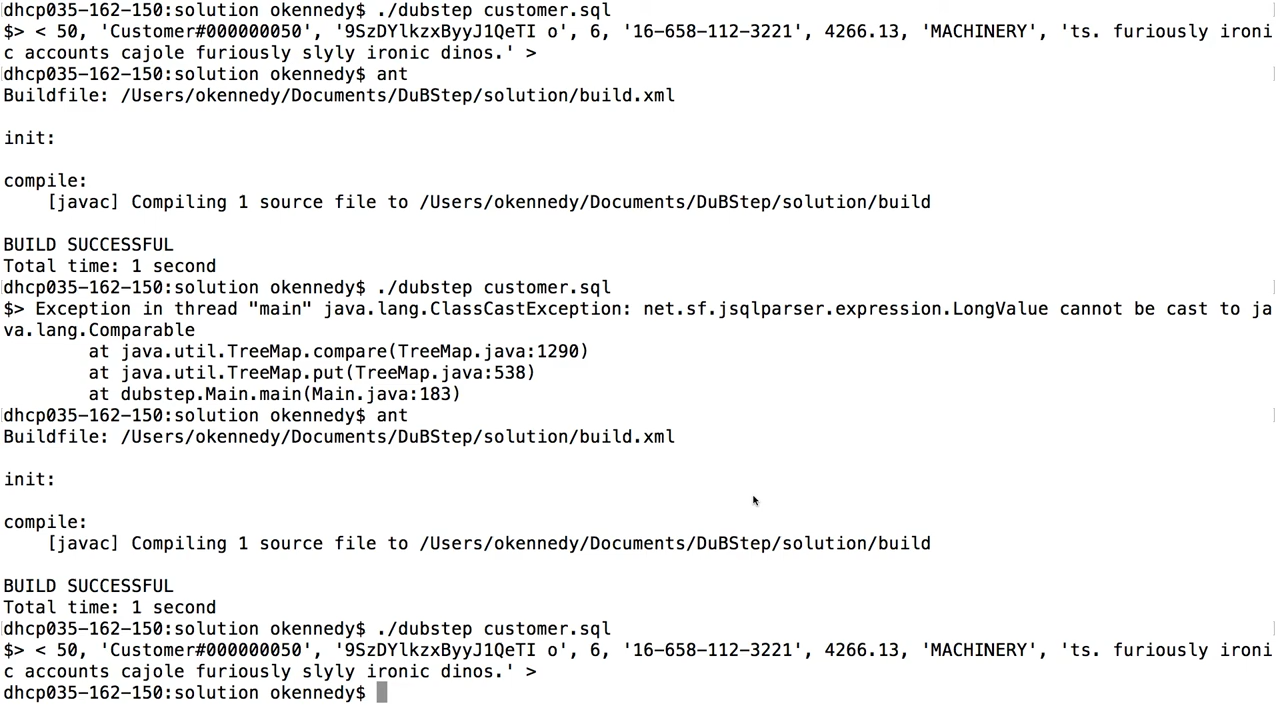 dhcp035-162-150:solution okennedy$ ./dubstep customer.sql
$> < 50, 'Customer#000000050', '9SzDYlkzxByyJ1QeTI o', 6, '16-658-112-3221', 4266.13, 'MACHINERY', 'ts. furiously ironi
c accounts cajole furiously slyly ironic dinos.' >
dhcp035-162-150:solution okennedy$ ant
Buildfile: /Users/okennedy/Documents/DuBStep/solution/build.xml
init:
compile:
    [javac] Compiling 1 source file to /Users/okennedy/Documents/DuBStep/solution/build
BUILD SUCCESSFUL
Total time: 1 second
dhcp035-162-150:solution okennedy$ ./dubstep customer.sql
$> Exception in thread "main" java.lang.ClassCastException: net.sf.jsqlparser.expression.LongValue cannot be cast to ja
va.lang.Comparable
        at java.util.TreeMap.compare(TreeMap.java:1290)
        at java.util.TreeMap.put(TreeMap.java:538)
        at dubstep.Main.main(Main.java:183)
dhcp035-162-150:solution okennedy$ ant
Buildfile: /Users/okennedy/Documents/DuBStep/solution/build.xml
init:
compile:
    [javac] Compiling 1 source file to /Users/okennedy/Documents/DuBStep/solution/build
BUILD SUCCESSFUL
Total time: 1 second
dhcp035-162-150:solution okennedy$ ./dubstep customer.sql
$> < 50, 'Customer#000000050', '9SzDYlkzxByyJ1QeTI o', 6, '16-658-112-3221', 4266.13, 'MACHINERY', 'ts. furiously ironi
c accounts cajole furiously slyly ironic dinos.' >
dhcp035-162-150:solution okennedy$